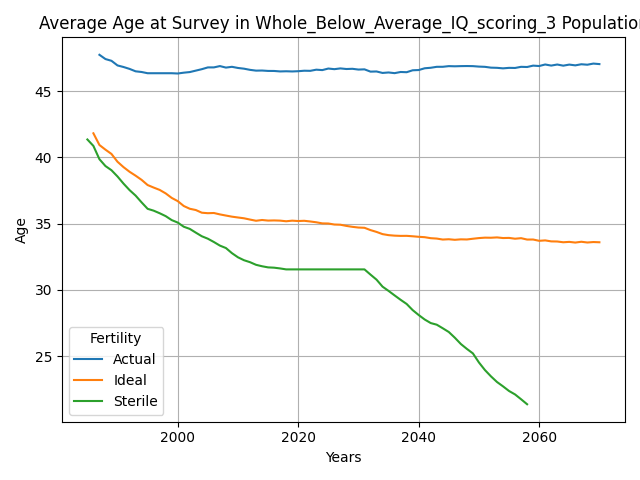 Average Age at Survey in Whole_Below_Average_IQ_scoring_3 Population
45
40
35
30
25
Age
Fertility
Actual
Ideal
Sterile
2000 2020 2040 2060
Years